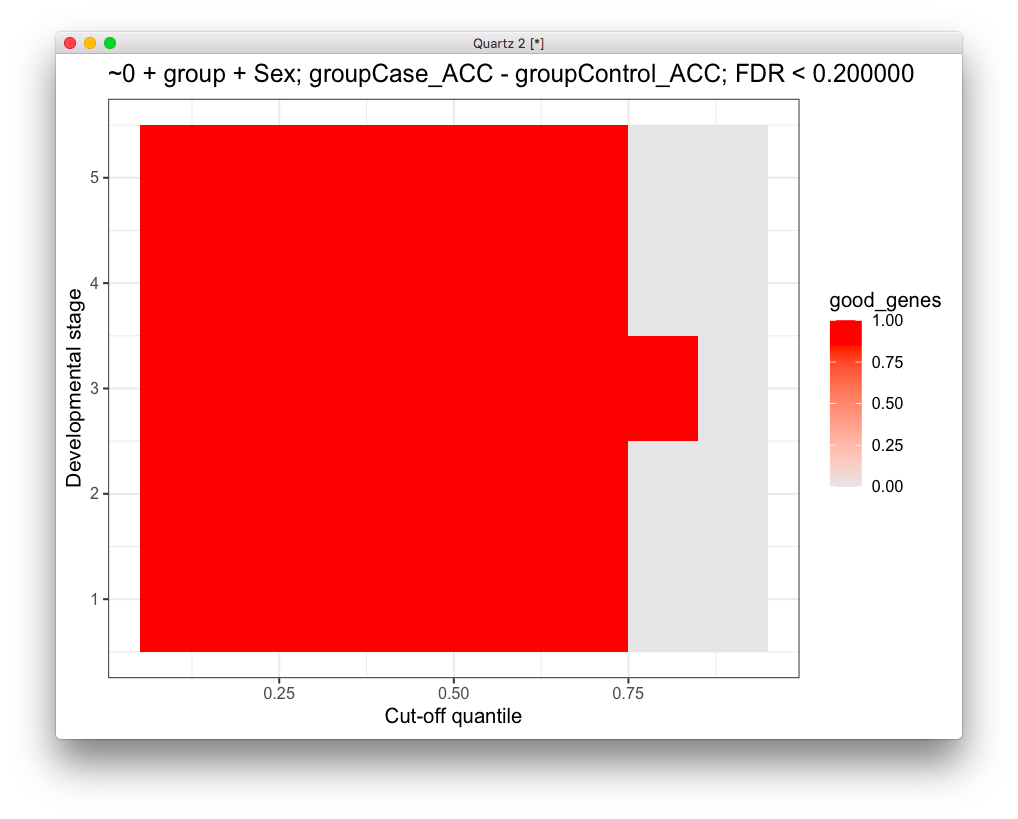 Quartz 2 [*]
~0 + group + Sex; groupCase_ACC - groupControl_ACC; FDR < 0.200000
Developmental stage
5
4
3
2
1
0.25 0.50 0.75
Cut-off quantile
good_genes
1.00
0.75
0.50
0.25
0.00